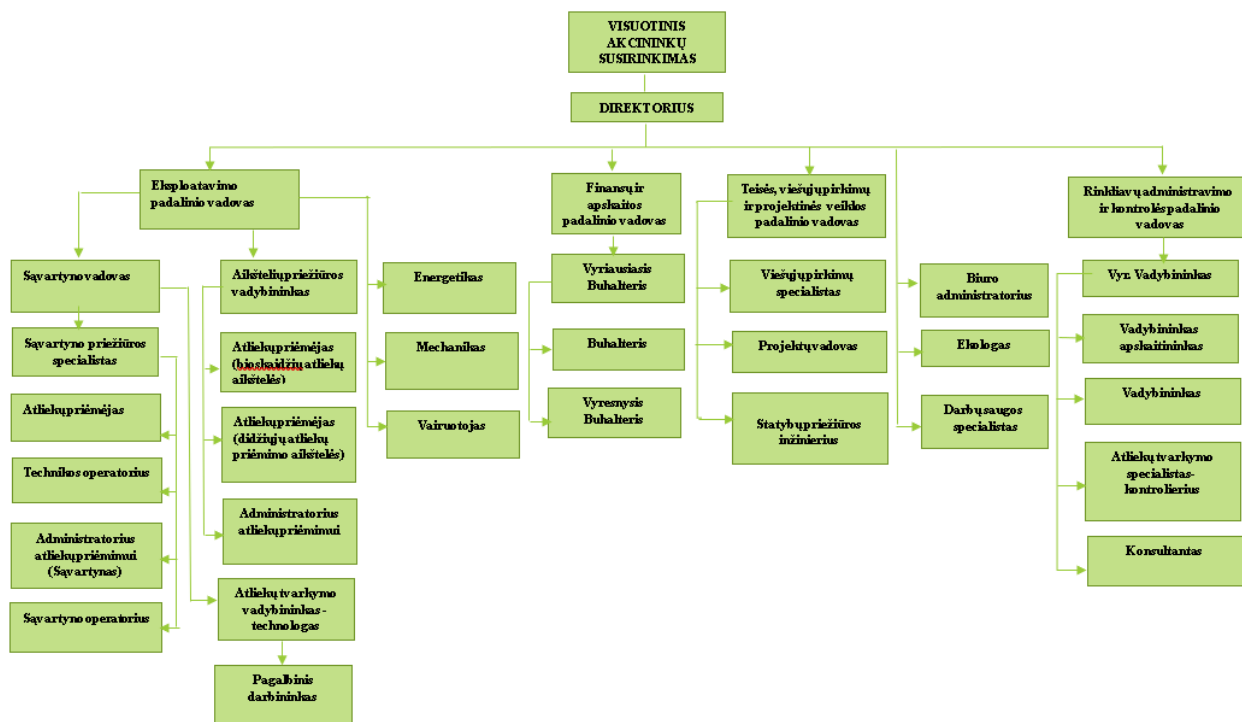 VISUOTINIS
AKCININKŲ
SUSIRINKIMAS
DIREKTORIUS
Eksploatavimo
padalinio vadovas
Finansų ir
apskaitos
padalinio vadovas
Teisės, viešųjų pirkimų
ir projektinės veiklos
padalinio vadovas
Rinkliavų administravimo
ir kontrolės padalinio
vadovas
Sąvartyno vadovas
Aikštelių priežiūros
vadybininkas
Energetikas
Vyriausiasis
Buhalteris
Viešųjų pirkimų
specialistas
Biuro
administratorius
Vyr. Vadybininkas
Sąvartyno priežiūros
specialistas
Atliekų priėmėjas
(bioskaidžių atliekų
aikštelės)
Mechanikas
Buhalteris
Projektų vadovas
Ekologas
Vadybininkas
apskaitininkas
Atliekų priėmėjas
Atliekų priėmėjas
(didžiųjų atliekų
priėmimo aikštelės)
Vairuotojas
Vyresnysis
Buhalteris
Statybų priežiūros
inžinierius
Darbų saugos
specialistas
Vadybininkas
Technikos operatorius
Atliekų tvarkymo
specialistas-
kontrolierius
Administratorius
atliekų priėmimui
(Sąvartynas)
Administratorius
atliekų priėmimui
Konsultantas
Sąvartyno operatorius
Atliekų tvarkymo
vadybininkas -
technologas
Pagalbinis
darbininkas